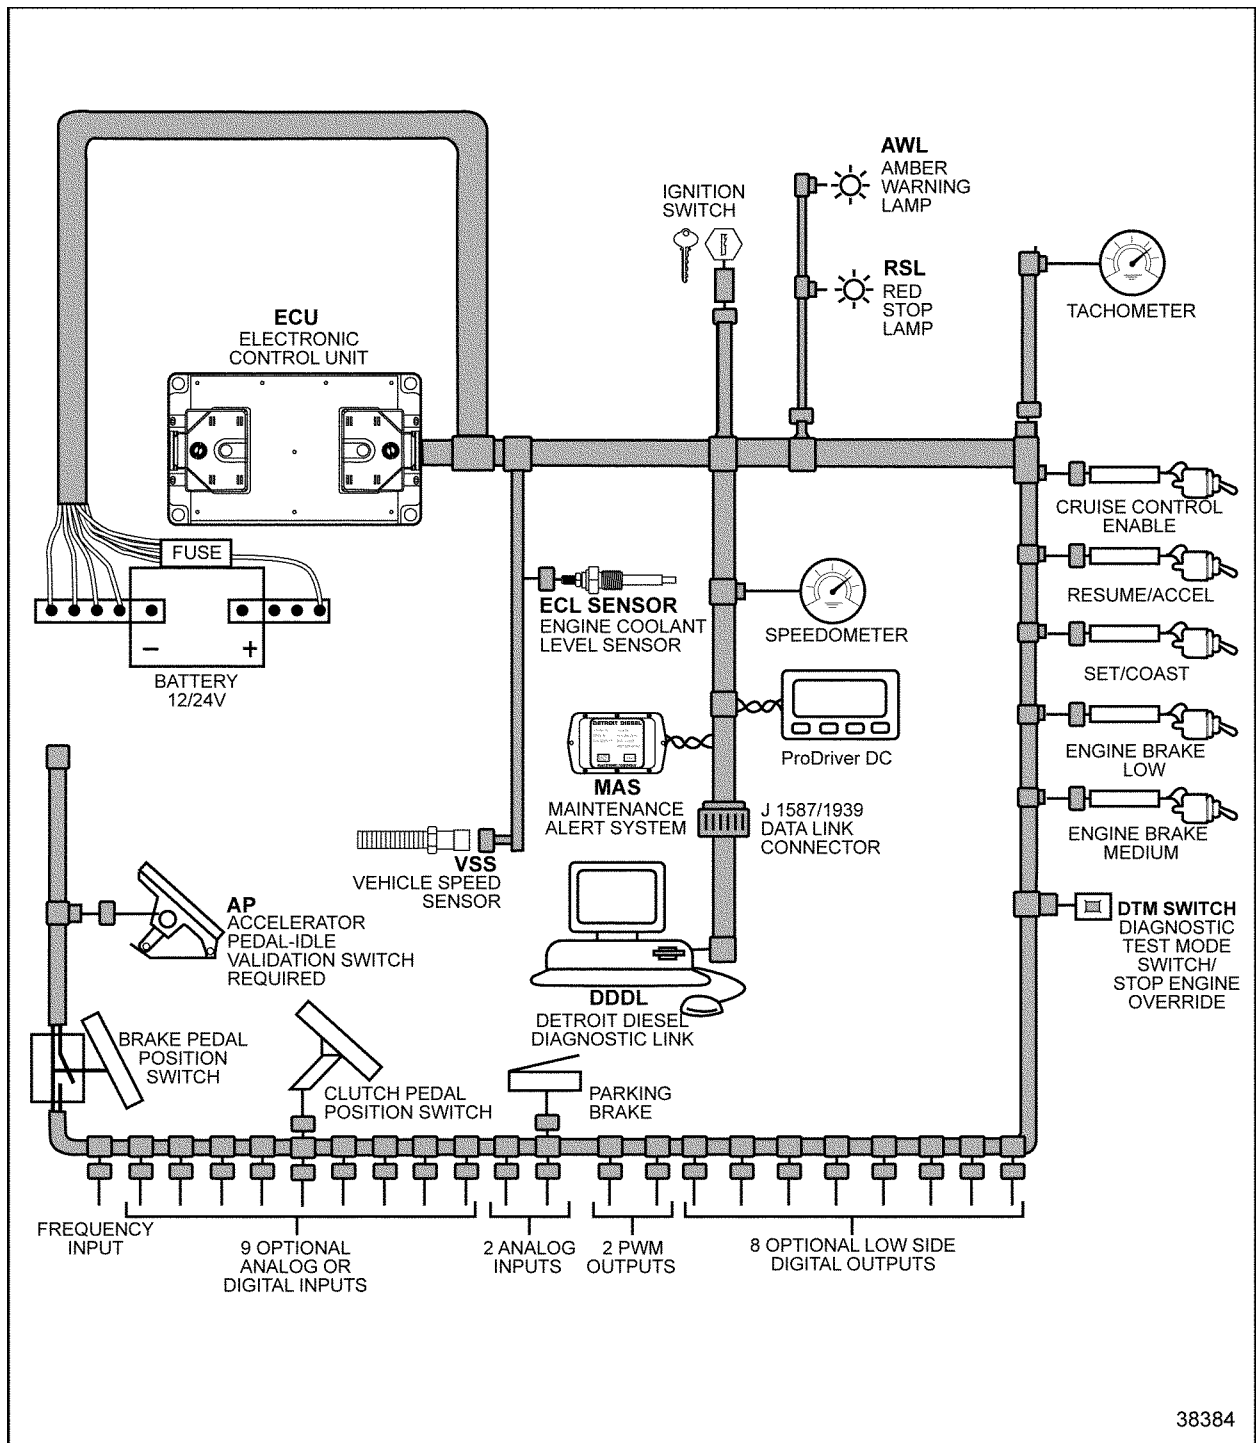 AWL
AMBER
WARNING
LAMP
IGNITION
SWITCH
RSL
RED
STOP
LAMP
TACHOMETER
ECU
ELECTRONIC
CONTROL UNIT
CRUISE CONTROL
ENABLE
FUSE
RESUME/ACCEL
ECL SENSOR
ENGINE COOLANT
LEVEL SENSOR
SPEEDOMETER
SET/COAST
−
+
BATTERY
12/24V
DETROIT DIESEL
ProDriver DC
ENGINE BRAKE
LOW
MAS
MAINTENANCE
ALERT SYSTEM
J 1587/1939
DATA LINK
CONNECTOR
ENGINE BRAKE
MEDIUM
VSS
VEHICLE SPEED
SENSOR
AP
ACCELERATOR
PEDAL-IDLE
VALIDATION SWITCH
REQUIRED
DTM SWITCH
DIAGNOSTIC
TEST MODE
SWITCH/
STOP ENGINE
OVERRIDE
DDDL
DETROIT DIESEL
DIAGNOSTIC LINK
BRAKE PEDAL
POSITION
SWITCH
CLUTCH PEDAL
POSITION SWITCH
PARKING
BRAKE
FREQUENCY
INPUT
9 OPTIONAL
ANALOG OR
DIGITAL INPUTS
2 ANALOG
INPUTS
2 PWM
OUTPUTS
8 OPTIONAL LOW SIDE
DIGITAL OUTPUTS
38384